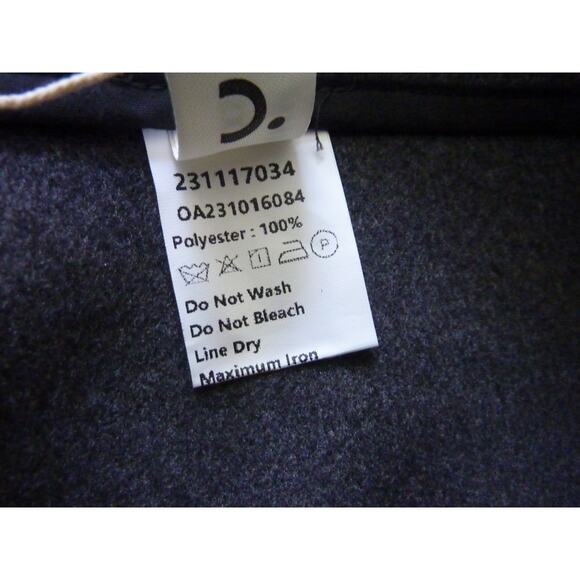 Ɔ.
231117034
OA231016084
Polyester : 100%
P
Do Not Wash
Do Not Bleach
Line Dry
Maximum Iron